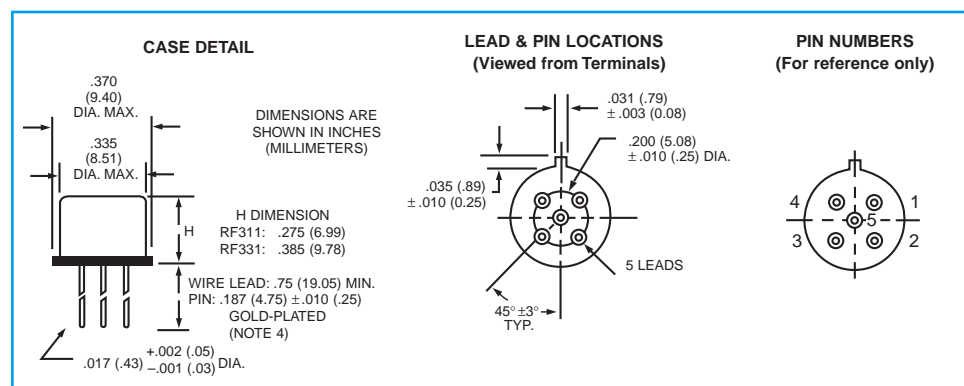 CASE DETAIL
.370
(9.40)
DIA. MAX.
.335
(8.51)
DIA. MAX.
DIMENSIONS ARE
SHOWN IN INCHES
(MILLIMETERS)
H
H DIMENSION
RF311: .275 (6.99)
RF331: .385 (9.78)
WIRE LEAD: .75 (19.05) MIN.
PIN: .187 (4.75) ±.010 (.25)
GOLD-PLATED
(NOTE 4)
.017 (.43) +.002 (.05) DIA.
–.001 (.03)
LEAD & PIN LOCATIONS
(Viewed from Terminals)
.031 (.79)
±.003 (0.08)
.200 (5.08)
±.010 (.25) DIA.
.035 (.89)
±.010 (0.25)
5 LEADS
45° ±3°
TYP.
PIN NUMBERS
(For reference only)
4 1
5
3 2